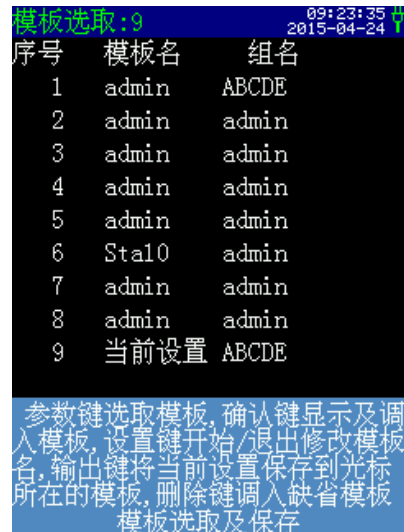 模板选取:9 09:23:35
2015-04-24
序号 模板名 组名
1 admin ABCDE
2 admin admin
3 admin admin
4 admin admin
5 admin admin
6 Sta10 admin
7 admin admin
8 admin admin
9 当前设置 ABCDE
参数键选取模板,确认键显示及调
入模板,设置键开始/退出修改模板
名,输出键将当前设置保存到光标
所在的模板,删除键调入缺省模板
模板选取及保存